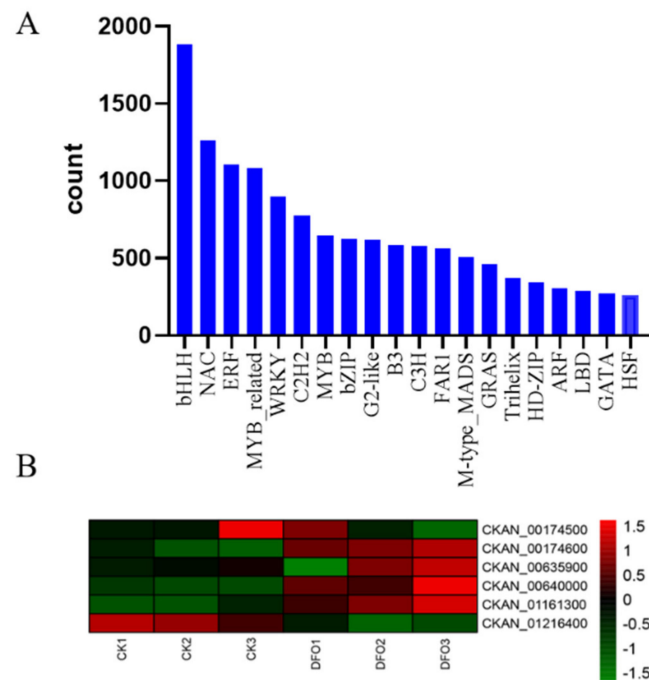 A
2000
1500
1000
500
0
count
bHLH
NAC
ERF
MYB_related
WRKY
C2H2
MYB
bZIP
G2-like
B3
C3H
FAR1
M-type_MADS
GRAS
Trihelix
HD-ZIP
ARF
LBD
GATA
HSF
B
CKAN_00174500
CKAN_00174600
CKAN_00635900
CKAN_00640000
CKAN_01161300
CKAN_01216400
CK1
CK2
CK3
DFO1
DFO2
DFO3
1.5
1
0.5
0
-0.5
-1
-1.5